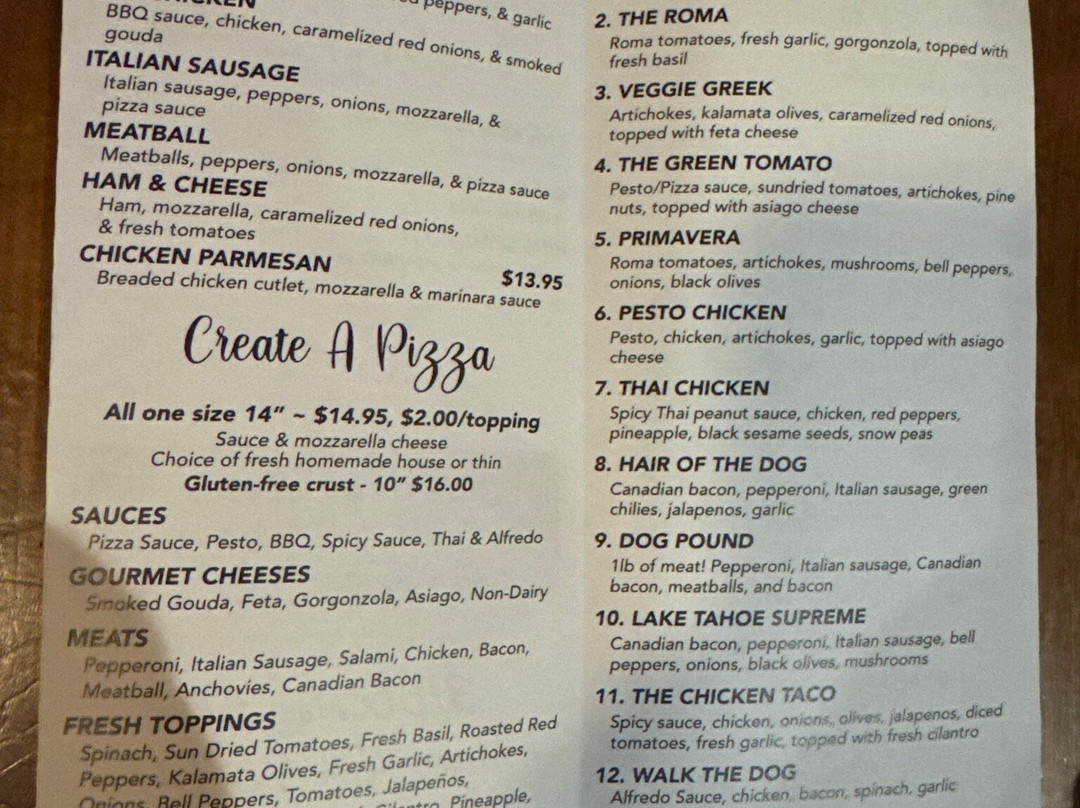 peppers, & garlic
BBQ sauce, chicken, caramelized red onions, & smoked
gouda
ITALIAN SAUSAGE
Italian sausage, peppers, onions, mozzarella, &
pizza sauce
MEATBALL
Meatballs, peppers, onions, mozzarella, & pizza sauce
HAM & CHEESE
Ham, mozzarella, caramelized red onions,
& fresh tomatoes
CHICKEN PARMESAN
$13.95
Breaded chicken cutlet, mozzarella & marinara sauce
Create A Pizza
All one size 14” ~ $14.95, $2.00/topping
Sauce & mozzarella cheese
Choice of fresh homemade house or thin
Gluten-free crust - 10” $16.00
SAUCES
Pizza Sauce, Pesto, BBQ, Spicy Sauce, Thai & Alfredo
GOURMET CHEESES
Smoked Gouda, Feta, Gorgonzola, Asiago, Non-Dairy
MEATS
Pepperoni, Italian Sausage, Salami, Chicken, Bacon,
Meatball, Anchovies, Canadian Bacon
FRESH TOPPINGS
Spinach, Sun Dried Tomatoes, Fresh Basil, Roasted Red
Peppers, Kalamata Olives, Fresh Garlic, Artichokes,
Onions, Bell Peppers, Tomatoes, Jalapeños,
Pineapple,
2. THE ROMA
Roma tomatoes, fresh garlic, gorgonzola, topped with
fresh basil
3. VEGGIE GREEK
Artichokes, kalamata olives, caramelized red onions,
topped with feta cheese
4. THE GREEN TOMATO
Pesto/Pizza sauce, sundried tomatoes, artichokes, pine
nuts, topped with asiago cheese
5. PRIMAVERA
Roma tomatoes, artichokes, mushrooms, bell peppers,
onions, black olives
6. PESTO CHICKEN
Pesto, chicken, artichokes, garlic, topped with asiago
cheese
7. THAI CHICKEN
Spicy Thai peanut sauce, chicken, red peppers,
pineapple, black sesame seeds, snow peas
8. HAIR OF THE DOG
Canadian bacon, pepperoni, Italian sausage, green
chilies, jalapenos, garlic
9. DOG POUND
1lb of meat! Pepperoni, Italian sausage, Canadian
bacon, meatballs, and bacon
10. LAKE TAHOE SUPREME
Canadian bacon, pepperoni, Italian sausage, bell
peppers, onions, black olives, mushrooms
11. THE CHICKEN TACO
Spicy sauce, chicken, onions, olives, jalapenos, diced
tomatoes, fresh garlic, topped with fresh cilantro
12. WALK THE DOG
Alfredo Sauce, chicken, bacon, spinach, garlic